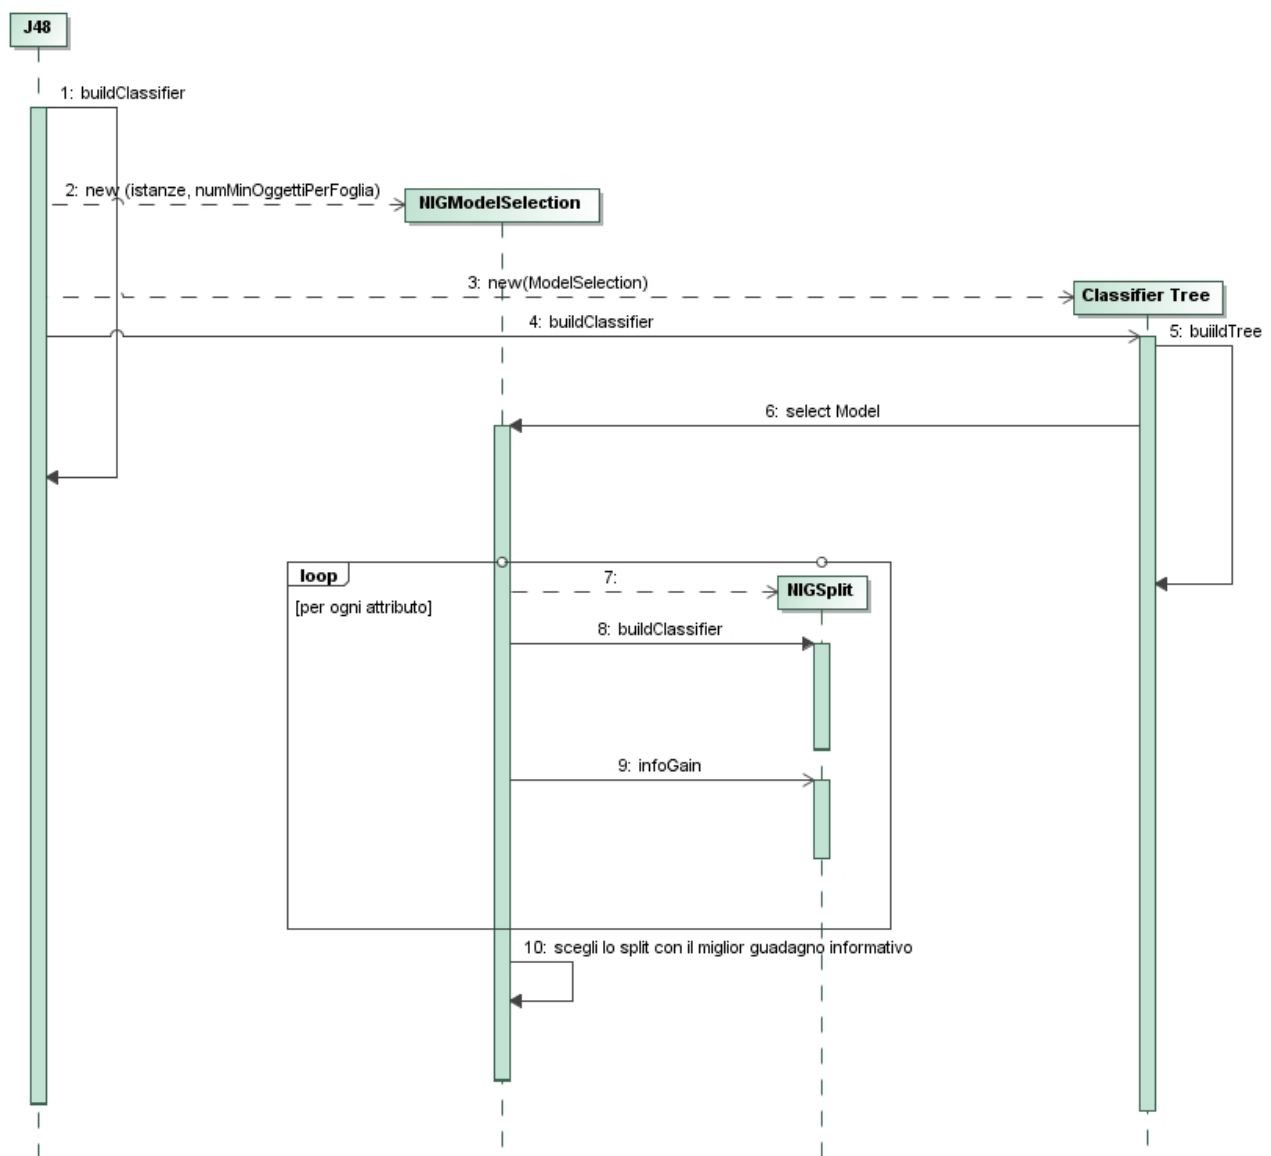 J48
1: buildClassifier
2: new (istanze, numMinOggettiPerFoglia)
NIGModelSelection
3: new(ModelSelection)
Classifier Tree
4: buildClassifier
5: buiildTree
6: select Model
loop
7:
NIGSplit
[per ogni attributo]
8: buildClassifier
9: infoGain
10: scegli lo split con il miglior guadagno informativo